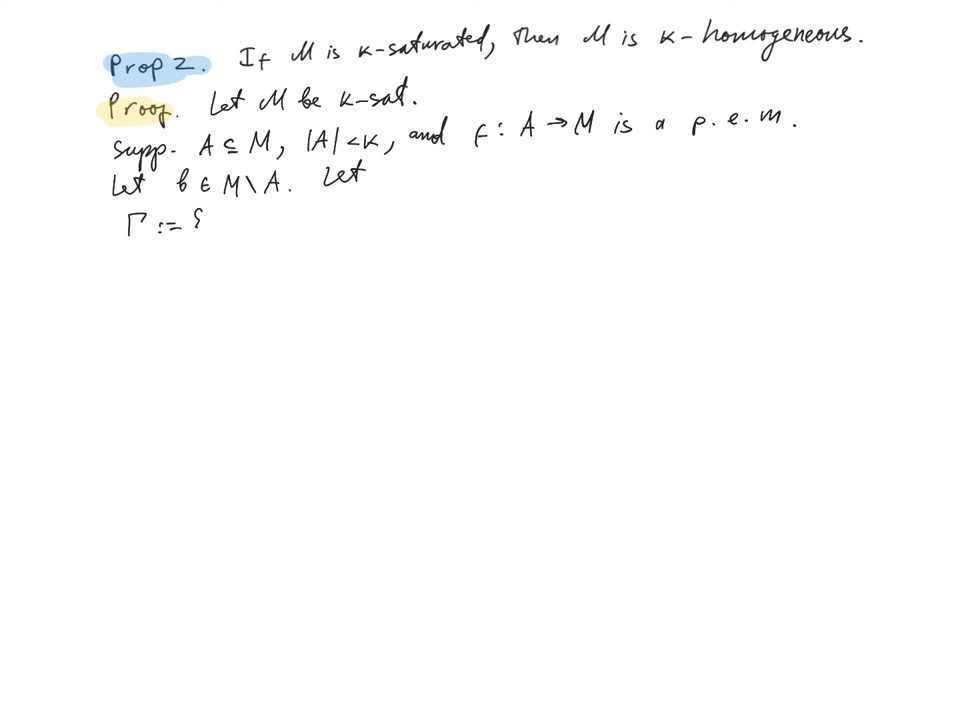 Prop 2. If M is κ-saturated, then M is κ-homogeneous.
Proof. Let M be κ-sat.
Supp. A ⊆ M, |A| < κ, and f : A → M is a p. e. m.
Let b ∈ M \ A. Let
Γ := {